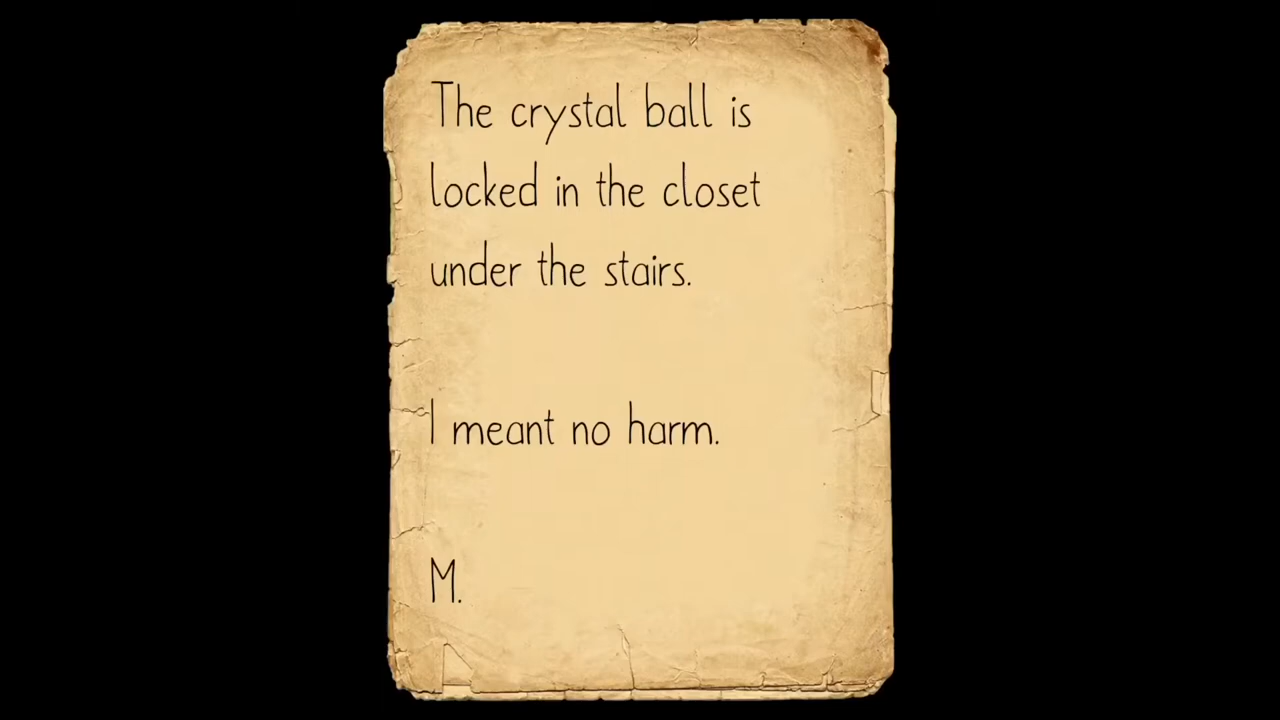 The crystal ball is
locked in the closet
under the stairs.
I meant no harm.
M.